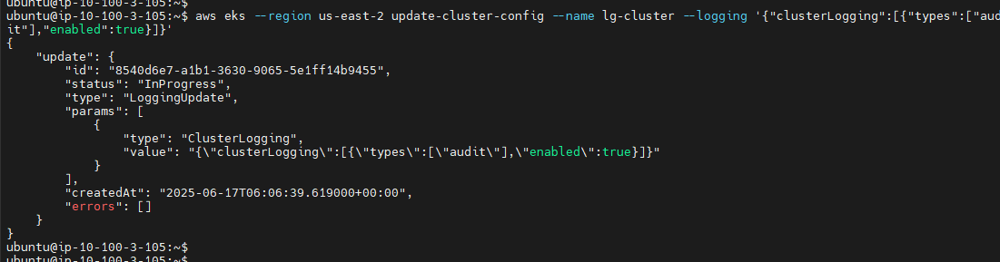 ubuntu@ip-10-100-3-105:~$
ubuntu@ip-10-100-3-105:~$ aws eks --region us-east-2 update-cluster-config --name lg-cluster --logging '{"clusterLogging":[{"types":["aud
it"],"enabled":true}]}'
{
    "update": {
        "id": "8540d6e7-a1b1-3630-9065-5e1ff14b9455",
        "status": "InProgress",
        "type": "LoggingUpdate",
        "params": [
            {
                "type": "ClusterLogging",
                "value": "{\"clusterLogging\":[{\"types\":[\"audit\"],\"enabled\":true}]}"
            }
        ],
        "createdAt": "2025-06-17T06:06:39.619000+00:00",
        "errors": []
    }
}
ubuntu@ip-10-100-3-105:~$
ubuntu@ip-10-100-3-105:~$